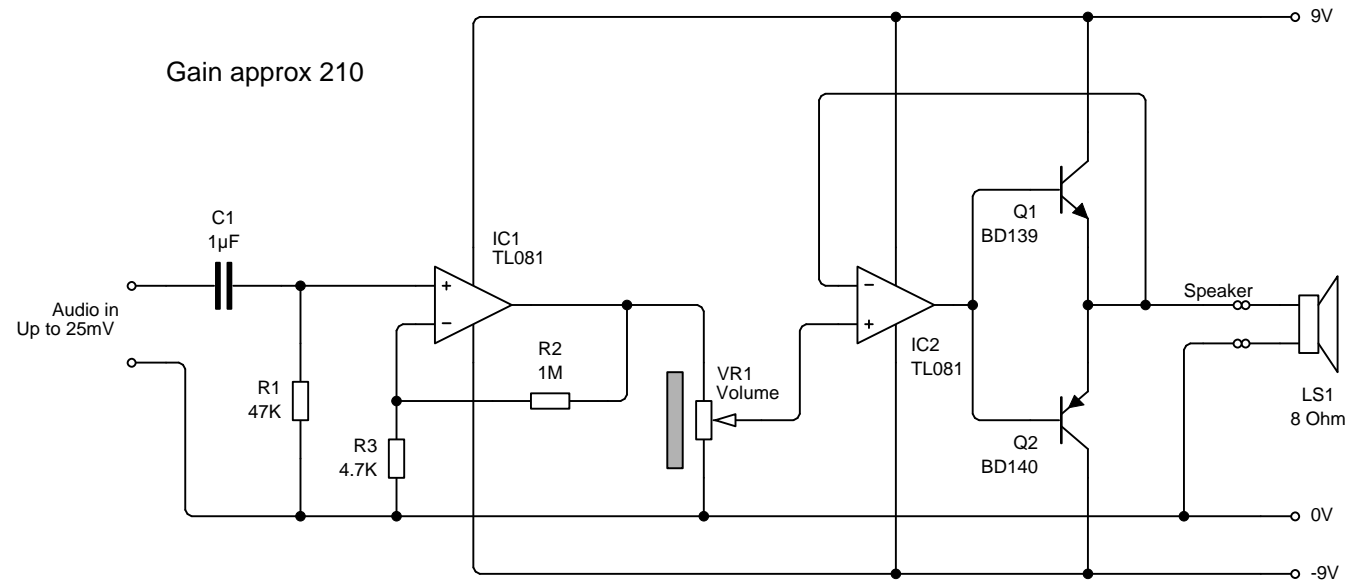 9V
Gain approx 210
C1
1µF
IC1
TL081
Q1
BD139
Audio in
Up to 25mV
+
−
−
+
Speaker
R2
1M
VR1
Volume
IC2
TL081
R1
47K
LS1
8 Ohm
R3
4.7K
Q2
BD140
0V
-9V